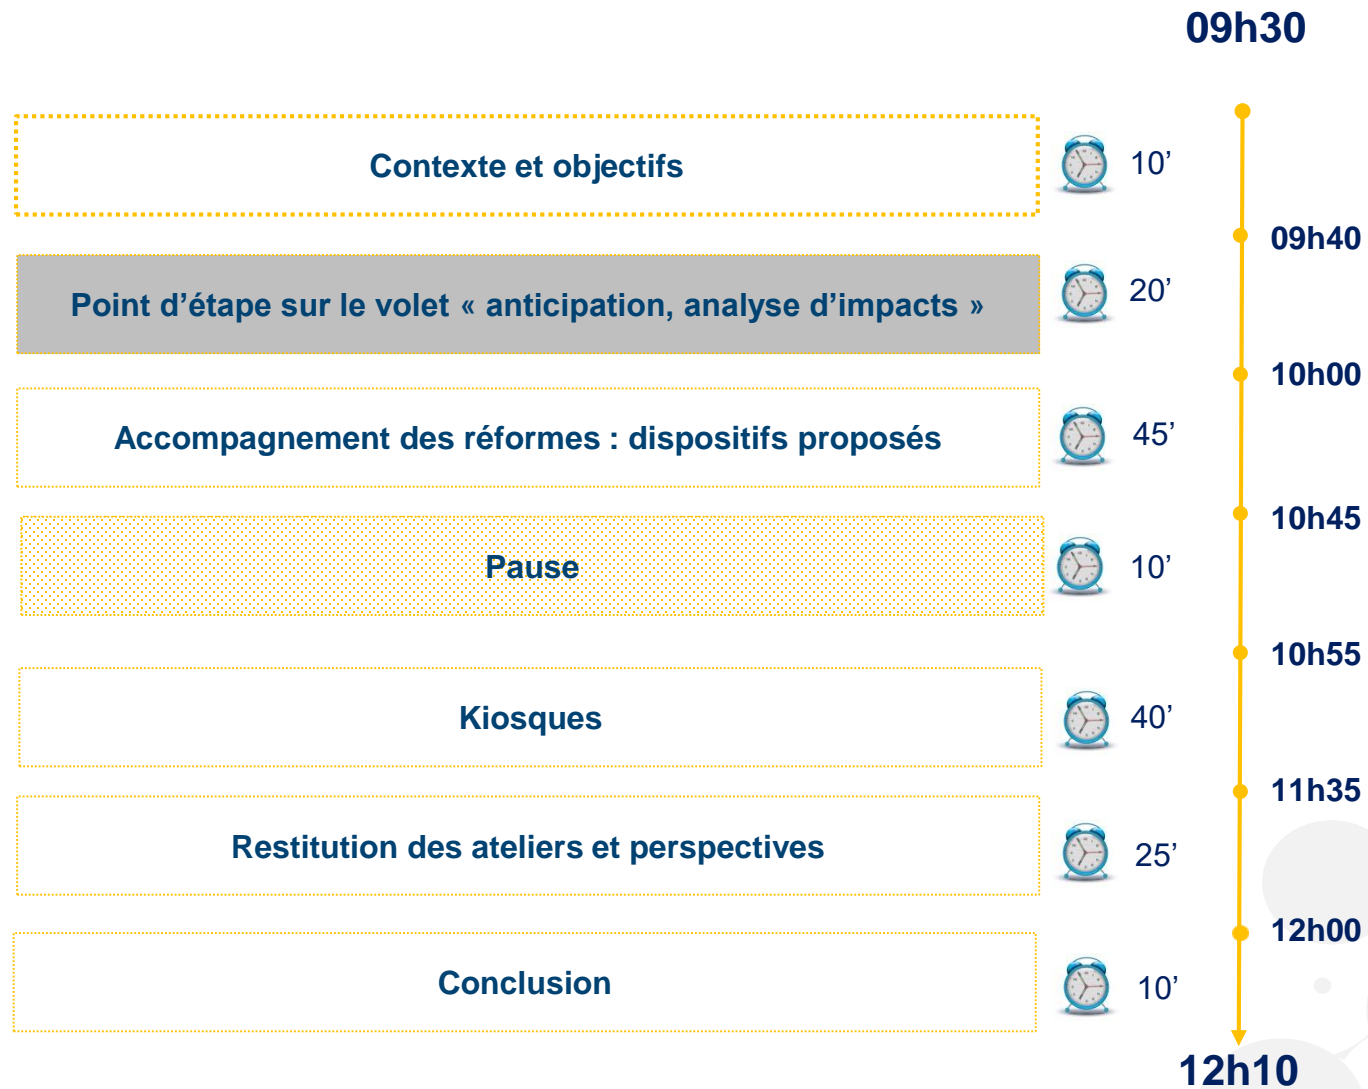 09h30
Contexte et objectifs
10’
09h40
Point d’étape sur le volet « anticipation, analyse d’impacts »
20’
10h00
Accompagnement des réformes : dispositifs proposés
45’
10h45
Pause
10’
10h55
Kiosques
40’
11h35
Restitution des ateliers et perspectives
25’
12h00
Conclusion
10’
12h10